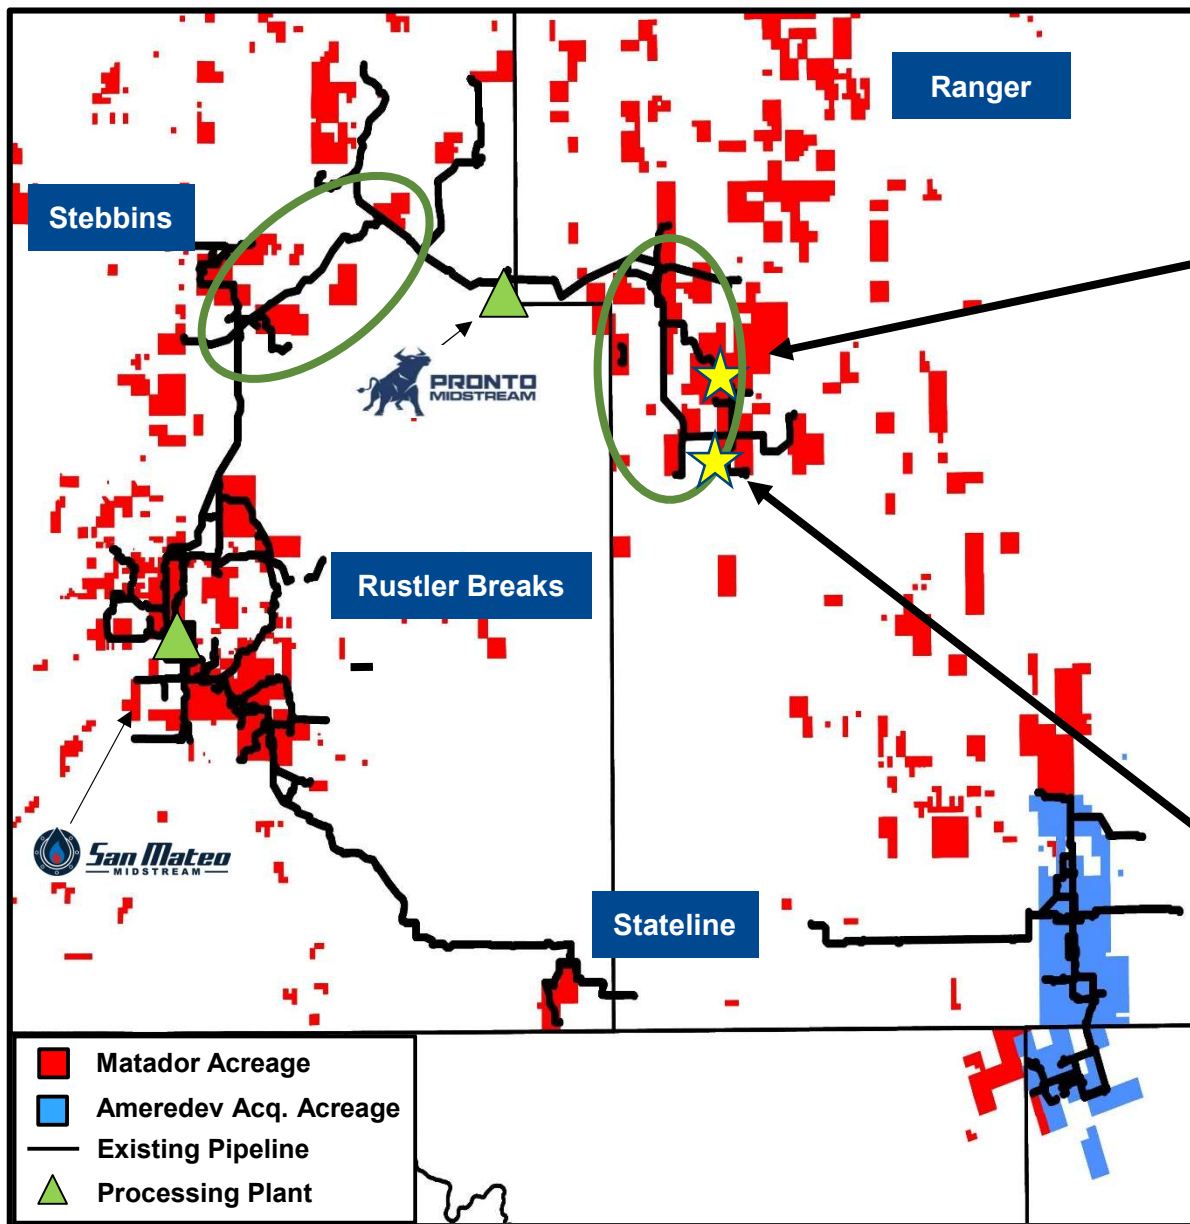 Ranger
Stebbins
PRONTO
MIDSTREAM
Rustler Breaks
San Mateo
MIDSTREAM
Stateline
Matador Acreage
Ameredev Acq. Acreage
Existing Pipeline
Processing Plant